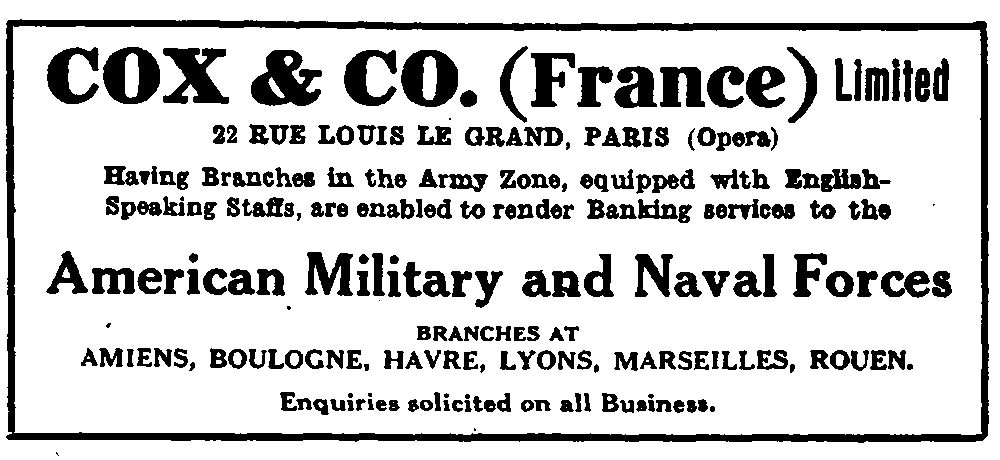 COX & CO. (France) Limited
22 RUE LOUIS LE GRAND, PARIS (Opera)
Having Branches in the Army Zone, equipped with English-
Speaking Staffs, are enabled to render Banking services to the
American Military and Naval Forces
BRANCHES AT
AMIENS, BOULOGNE, HAVRE, LYONS, MARSEILLES, ROUEN.
Enquiries solicited on all Business.